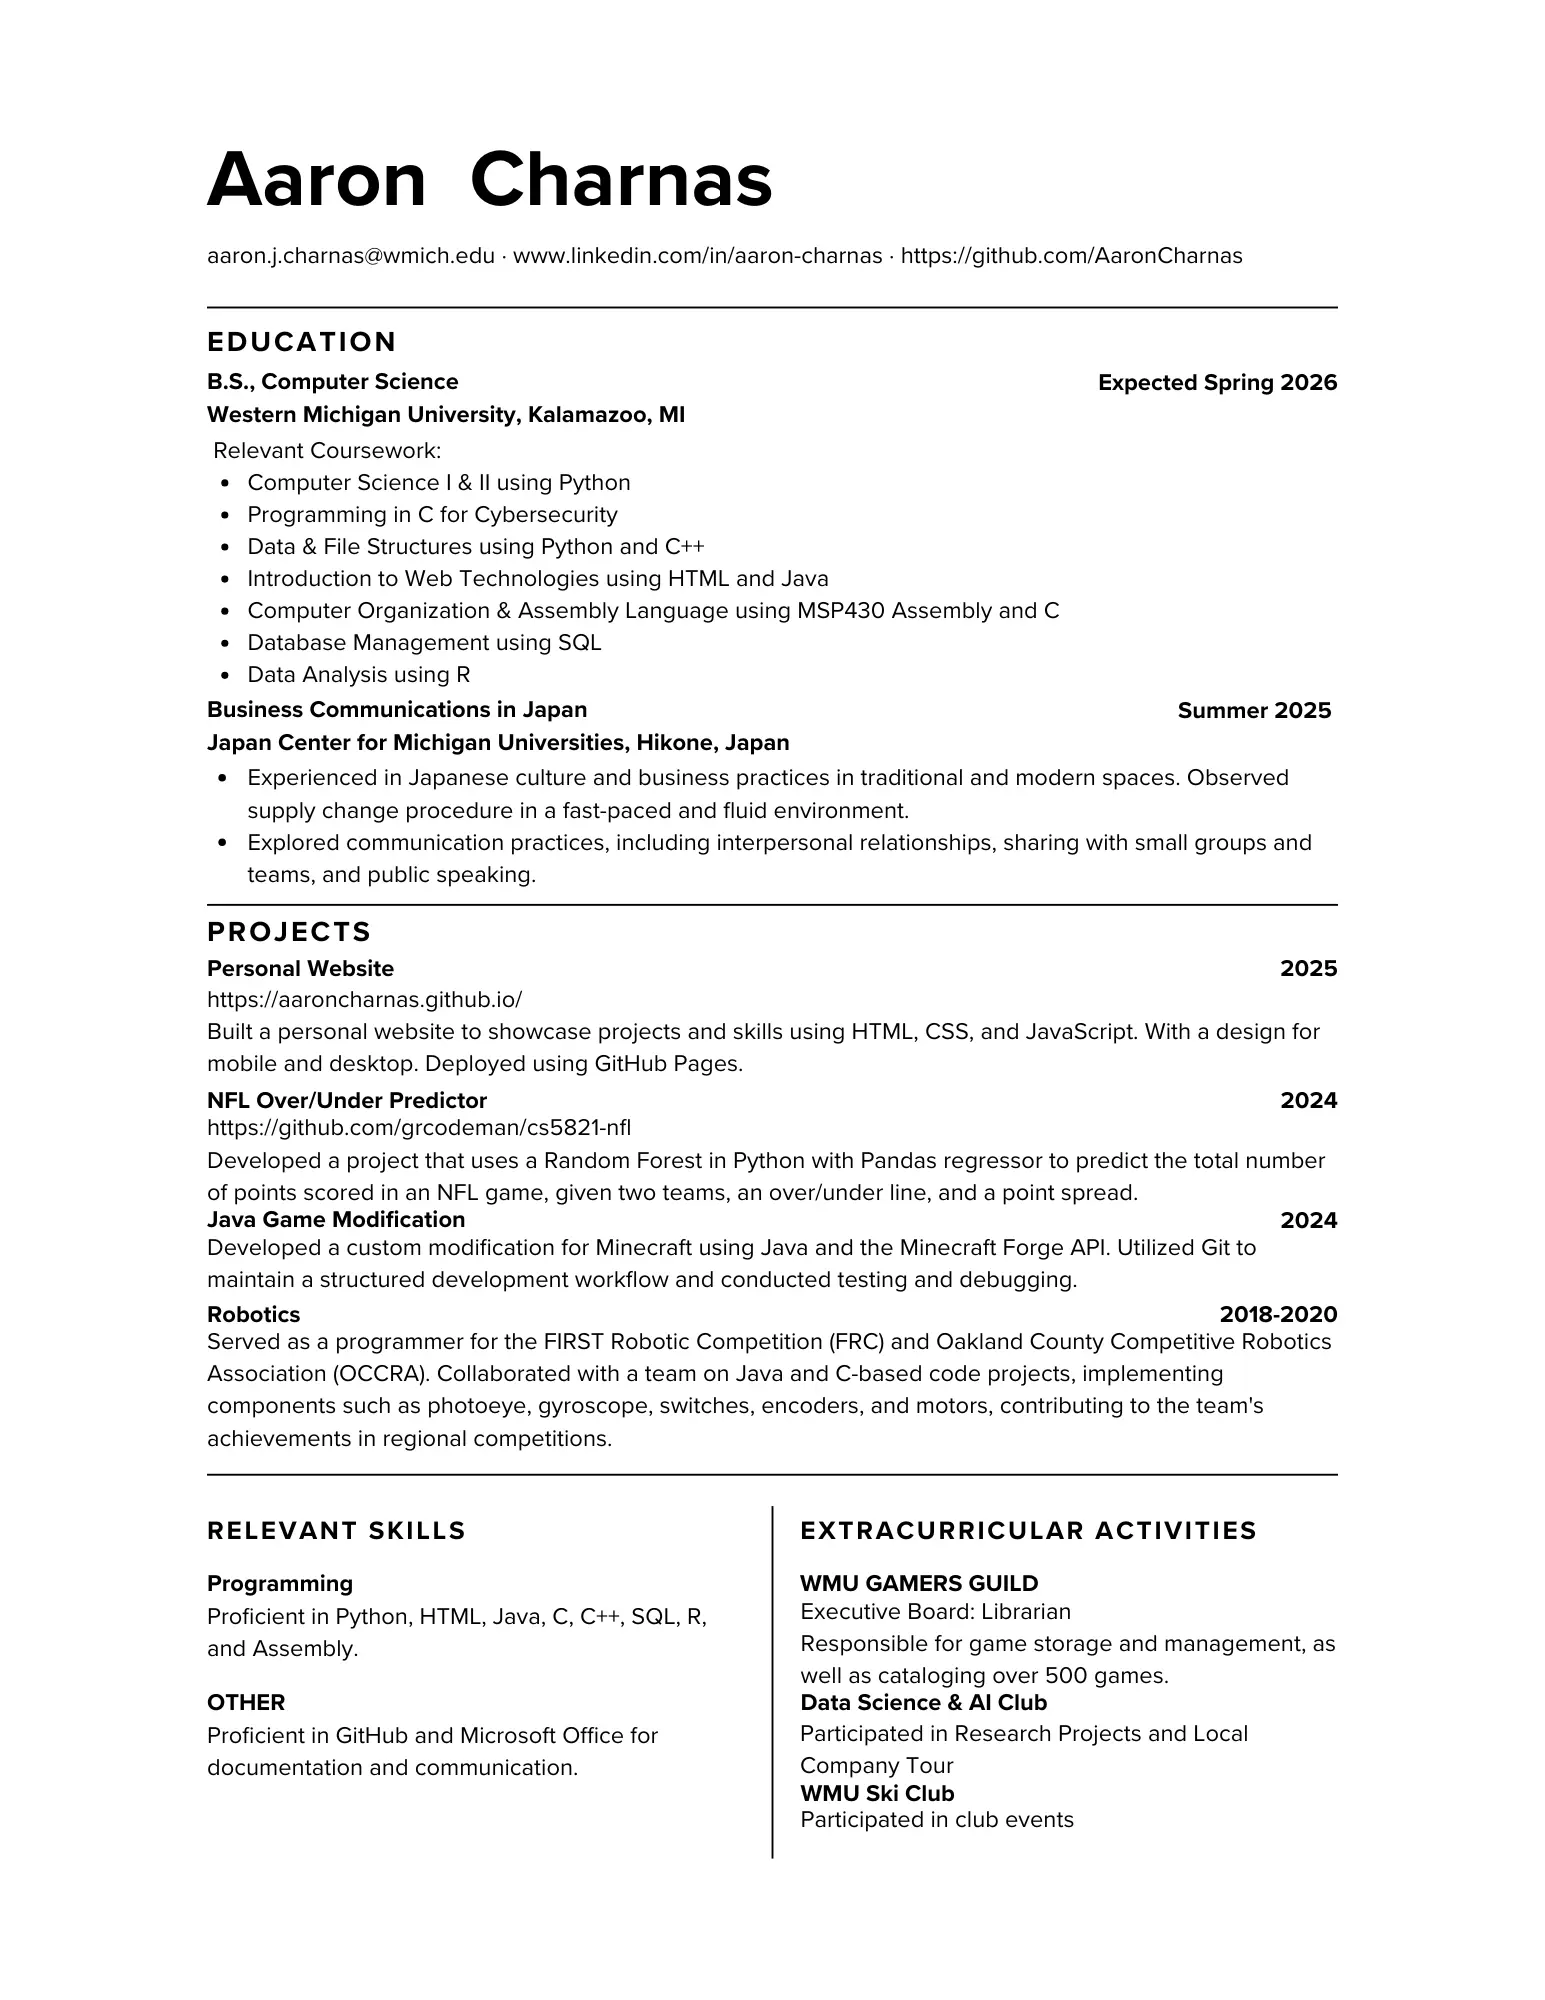 Aaron Charnas
aaron.j.charnas@wmich.edu · www.linkedin.com/in/aaron-charnas · https://github.com/AaronCharnas
EDUCATION
B.S., Computer Science Expected Spring 2026
Western Michigan University, Kalamazoo, MI
Relevant Coursework:
• Computer Science I & II using Python
• Programming in C for Cybersecurity
• Data & File Structures using Python and C++
• Introduction to Web Technologies using HTML and Java
• Computer Organization & Assembly Language using MSP430 Assembly and C
• Database Management using SQL
• Data Analysis using R
Business Communications in Japan Summer 2025
Japan Center for Michigan Universities, Hikone, Japan
• Experienced in Japanese culture and business practices in traditional and modern spaces. Observed
supply change procedure in a fast-paced and fluid environment.
• Explored communication practices, including interpersonal relationships, sharing with small groups and
teams, and public speaking.
PROJECTS
Personal Website 2025
https://aaroncharnas.github.io/
Built a personal website to showcase projects and skills using HTML, CSS, and JavaScript. With a design for
mobile and desktop. Deployed using GitHub Pages.
NFL Over/Under Predictor 2024
https://github.com/grcodeman/cs5821-nfl
Developed a project that uses a Random Forest in Python with Pandas regressor to predict the total number
of points scored in an NFL game, given two teams, an over/under line, and a point spread.
Java Game Modification 2024
Developed a custom modification for Minecraft using Java and the Minecraft Forge API. Utilized Git to
maintain a structured development workflow and conducted testing and debugging.
Robotics 2018-2020
Served as a programmer for the FIRST Robotic Competition (FRC) and Oakland County Competitive Robotics
Association (OCCRA). Collaborated with a team on Java and C-based code projects, implementing
components such as photoeye, gyroscope, switches, encoders, and motors, contributing to the team's
achievements in regional competitions.
RELEVANT SKILLS
Programming
Proficient in Python, HTML, Java, C, C++, SQL, R,
and Assembly.
OTHER
Proficient in GitHub and Microsoft Office for
documentation and communication.
EXTRACURRICULAR ACTIVITIES
WMU GAMERS GUILD
Executive Board: Librarian
Responsible for game storage and management, as
well as cataloging over 500 games.
Data Science & AI Club
Participated in Research Projects and Local
Company Tour
WMU Ski Club
Participated in club events